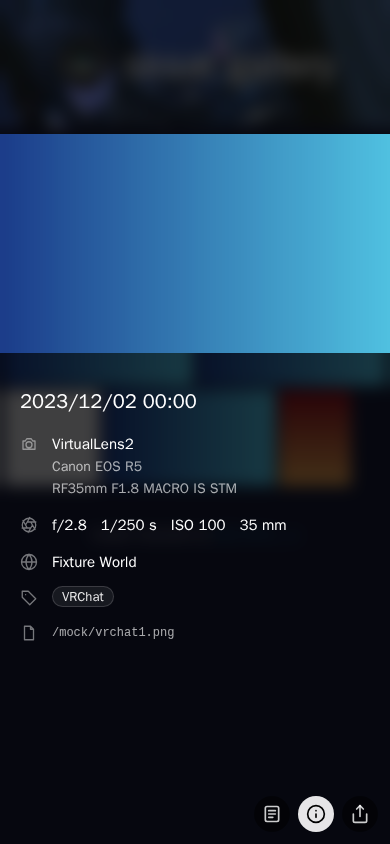 2023/12/02 00:00
VirtualLens2
Canon EOS R5
RF35mm F1.8 MACRO IS STM
f/2.8 1/250 s ISO 100 35 mm
Fixture World
VRChat
/mock/vrchat1.png